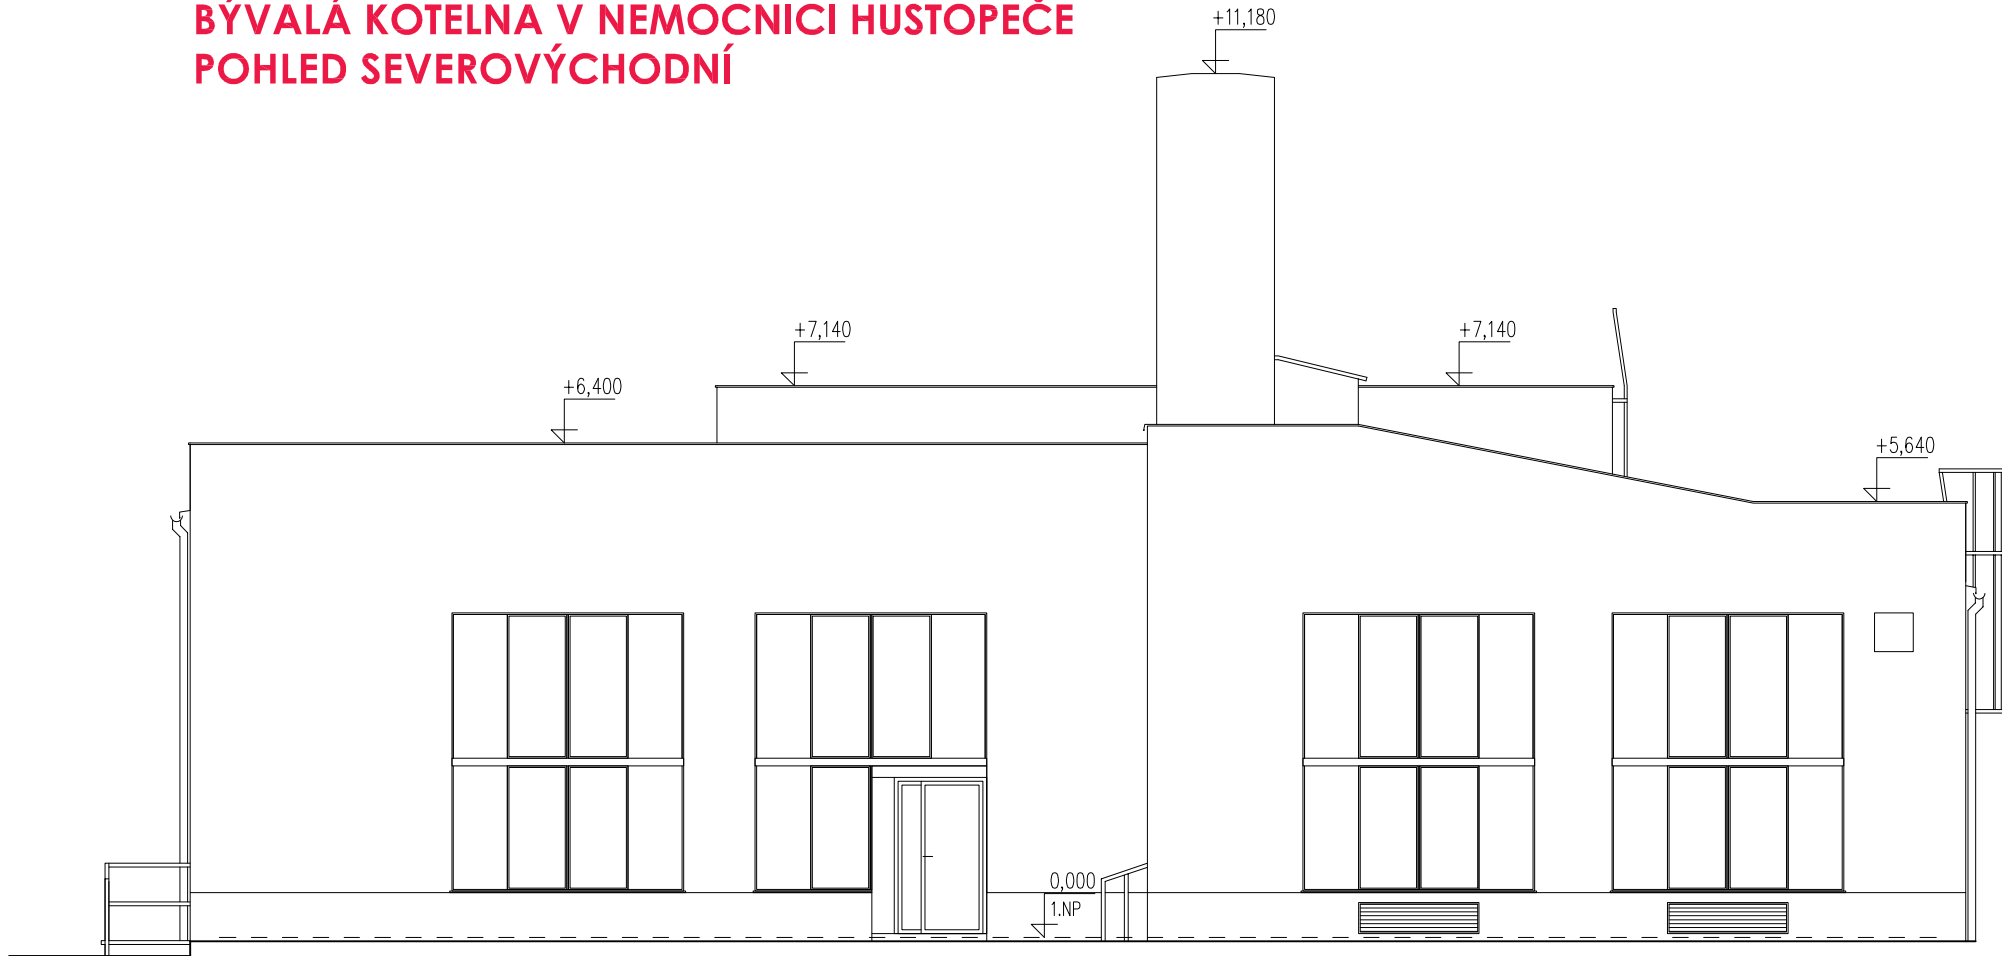 BÝVALÁ KOTELNA V NEMOCNICI HUSTOPEČE
POHLED SEVEROVÝCHODNÍ
+11,180
+7,140
+7,140
+6,400
+5,640
0,000
1.NP